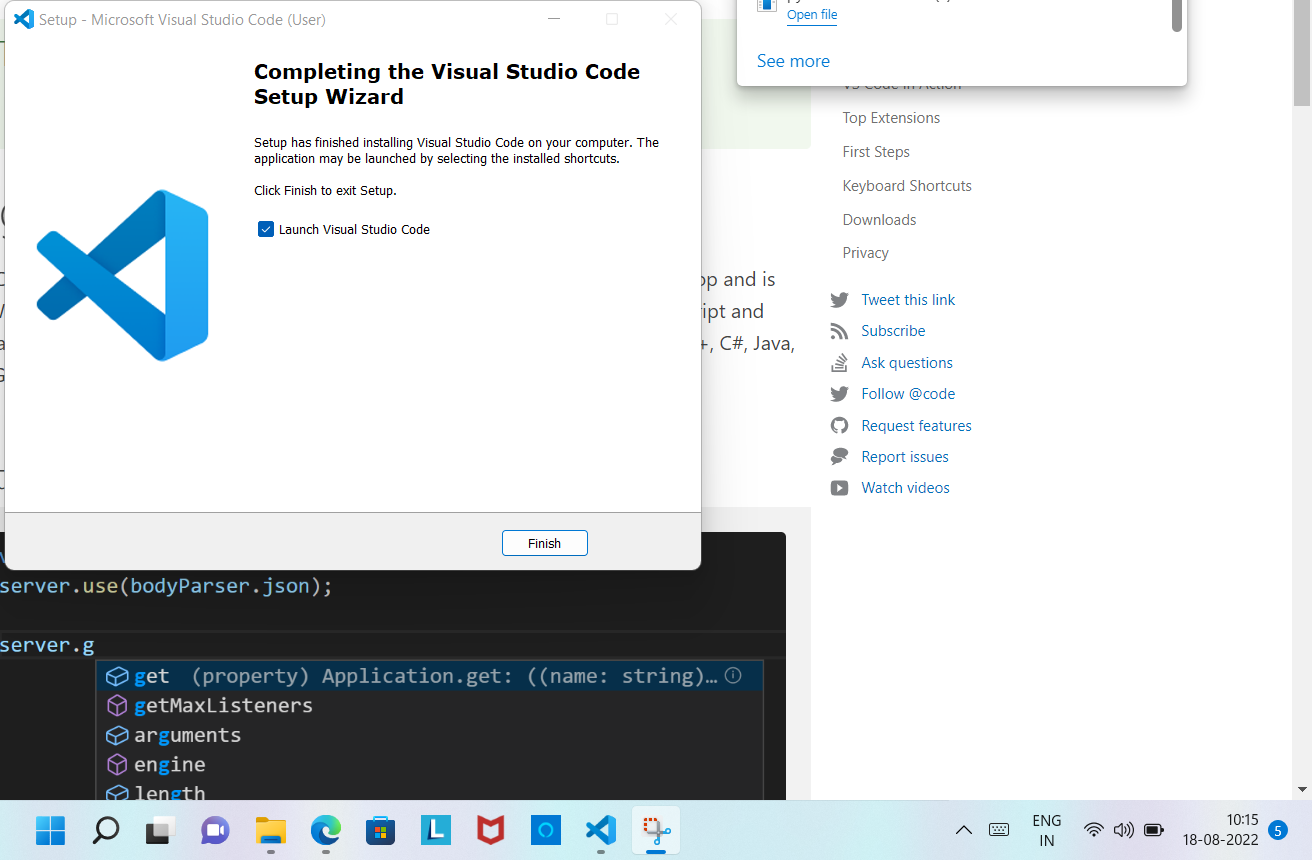 Setup - Microsoft Visual Studio Code (User)
Completing the Visual Studio Code
Setup Wizard
Setup has finished installing Visual Studio Code on your computer. The
application may be launched by selecting the installed shortcuts.
Click Finish to exit Setup.
Launch Visual Studio Code
Finish
Open file
See more
VS Code in Action
Top Extensions
First Steps
Keyboard Shortcuts
Downloads
Privacy
Tweet this link
Subscribe
Ask questions
Follow @code
Request features
Report issues
Watch videos
and is
and
C#, Java,
server.use(bodyParser.json);
server.g
get (property) Application.get: ((name: string)…
getMaxListeners
arguments
engine
length
L
ENG
IN
10:15
18-08-2022
5